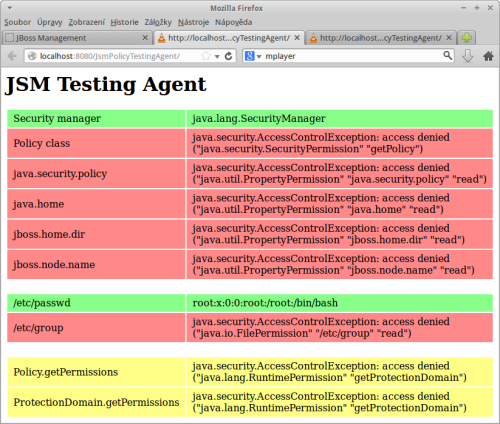 Mozilla Firefox
Soubor Úpravy Zobrazení Historie Záložky Nástroje Nápověda
JBoss Management
http://localhost...cyTestingAgent/
http://localhost...cyTestingAgent/
localhost:8080/JsmPolicyTestingAgent/
mplayer
JSM Testing Agent
Security manager java.lang.SecurityManager
Policy class java.security.AccessControlException: access denied
("java.security.SecurityPermission" "getPolicy")
java.security.policy java.security.AccessControlException: access denied
("java.util.PropertyPermission" "java.security.policy" "read")
java.home java.security.AccessControlException: access denied
("java.util.PropertyPermission" "java.home" "read")
jboss.home.dir java.security.AccessControlException: access denied
("java.util.PropertyPermission" "jboss.home.dir" "read")
jboss.node.name java.security.AccessControlException: access denied
("java.util.PropertyPermission" "jboss.node.name" "read")
/etc/passwd root:x:0:0:root:/root:/bin/bash
/etc/group java.security.AccessControlException: access denied
("java.io.FilePermission" "/etc/group" "read")
Policy.getPermissions java.security.AccessControlException: access denied
("java.lang.RuntimePermission" "getProtectionDomain")
ProtectionDomain.getPermissions java.security.AccessControlException: access denied
("java.lang.RuntimePermission" "getProtectionDomain")